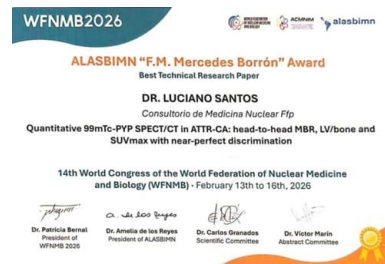 WFNMB2026
alasbimn
ALASBIMN “F.M. Mercedes Borrón” Award
Best Technical Research Paper
DR. LUCIANO SANTOS
Consultorio de Medicina Nuclear Ffp
Quantitative 99mTc-PYP SPECT/CT in ATTR-CA: head-to-head MBR, LV/bone and
SUVmax with near-perfect discrimination
14th World Congress of the World Federation of Nuclear Medicine
and Biology (WFNMB) · February 13th to 16th, 2026
Dr. Patricia Bernal
President of
WFNMB 2026
Dr. Amelia de los Reyes
President of ALASBIMN
Dr. Carlos Granados
Scientific Committee
Dr. Victor Marin
Abstract Committee